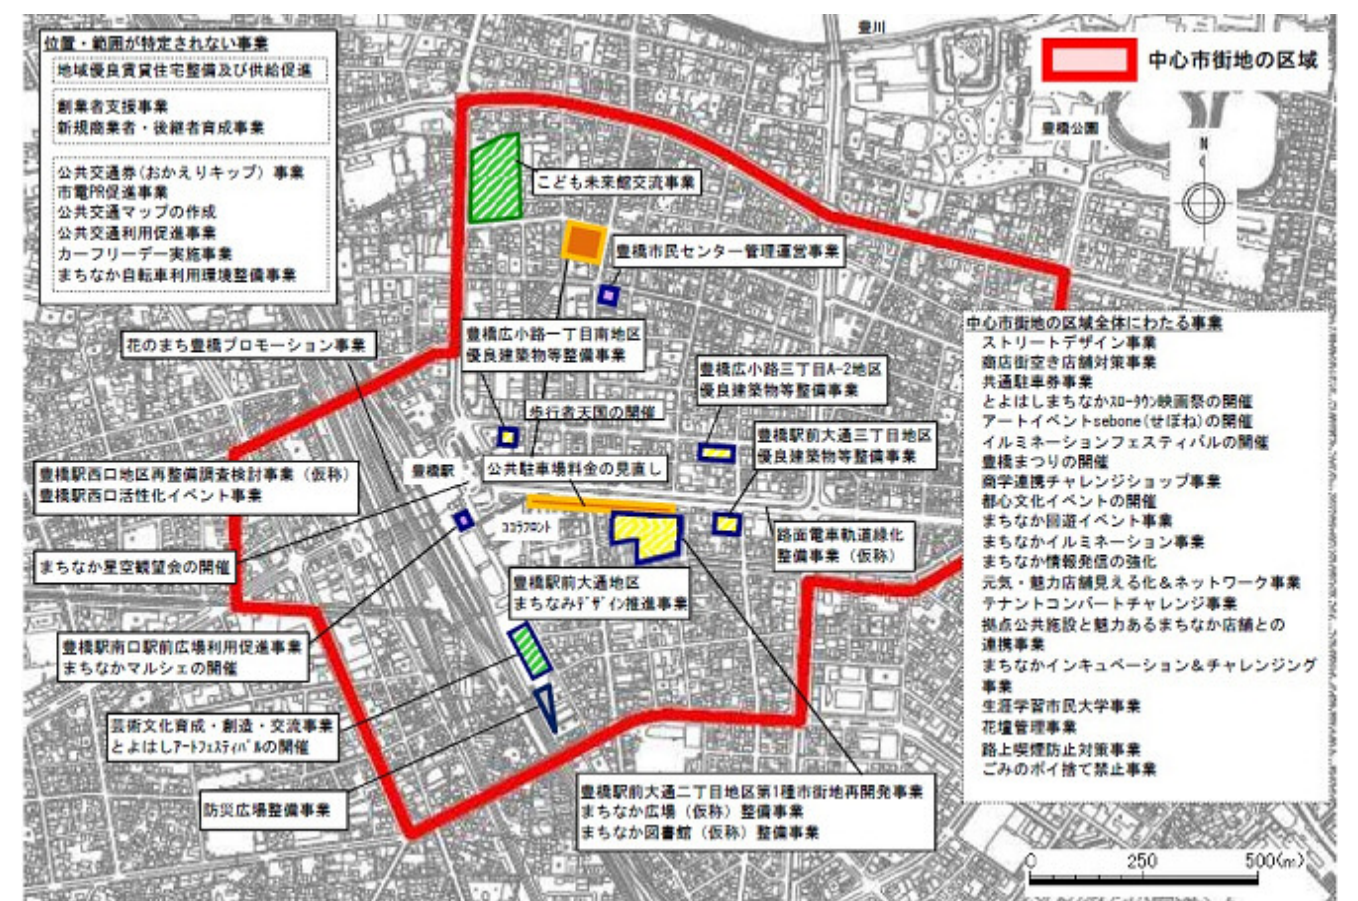 位置・範囲が特定されない事業
地域優良賃貸住宅整備及び供給促進
創業者支援事業
新規商業者・後継者育成事業
公共交通券(おかえりキップ) 事業
市電PR促進事業
公共交通マップの作成
公共交通利用促進事業
カーフリーデー実施事業
まちなか自転車利用環境整備事業
豊川
中心市街地の区域
豊橋公園
N
こども未来館交流事業
豊橋市民センター管理運営事業
花のまち豊橋プロモーション事業
豊橋広小路一丁目南地区
優良建築物等整備事業
豊橋広小路三丁目A-2地区
優良建築物等整備事業
歩行者天国の開催
豊橋駅前大通三丁目地区
優良建築物等整備事業
公共駐車場料金の見直し
豊橋駅
豊橋駅西口地区再整備調査検討事業（仮称）
豊橋駅西口活性化イベント事業
ココラフロント
路面電車軌道緑化
整備事業（仮称）
まちなか星空観望会の開催
豊橋駅前大通地区
まちなみﾃﾞｻﾞｲﾝ推進事業
豊橋駅南口駅前広場利用促進事業
まちなかマルシェの開催
芸術文化育成・創造・交流事業
とよはしｱｰﾄﾌｪｽﾃｨﾊﾞﾙの開催
防災広場整備事業
豊橋駅前大通二丁目地区第1種市街地再開発事業
まちなか広場（仮称）整備事業
まちなか図書館（仮称）整備事業
中心市街地の区域全体にわたる事業
ストリートデザイン事業
商店街空き店舗対策事業
共通駐車券事業
とよはしまちなかｽﾛｰﾀｳﾝ映画祭の開催
アートイベントsebone(せぼね)の開催
イルミネーションフェスティバルの開催
豊橋まつりの開催
商学連携チャレンジショップ事業
都心文化イベントの開催
まちなか回遊イベント事業
まちなかイルミネーション事業
まちなか情報発信の強化
元気・魅力店舗見える化＆ネットワーク事業
テナントコンバートチャレンジ事業
拠点公共施設と魅力あるまちなか店舗との
連携事業
まちなかインキュベーション＆チャレンジング
事業
生涯学習市民大学事業
花壇管理事業
路上喫煙防止対策事業
ごみのポイ捨て禁止事業
0 250 500(m)